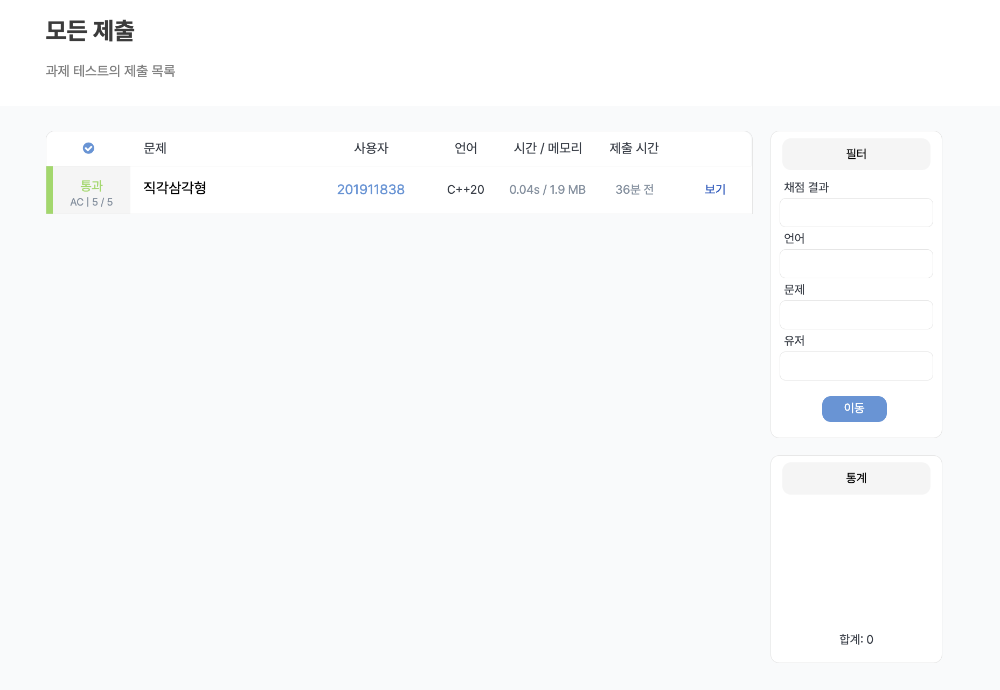 모든 제출
과제 테스트의 제출 목록
문제 사용자 언어 시간 / 메모리 제출 시간
통과
AC | 5 / 5
직각삼각형 201911838 C++20 0.04s / 1.9 MB 36분 전 보기
필터
채점 결과
언어
문제
유저
이동
통계
합계: 0